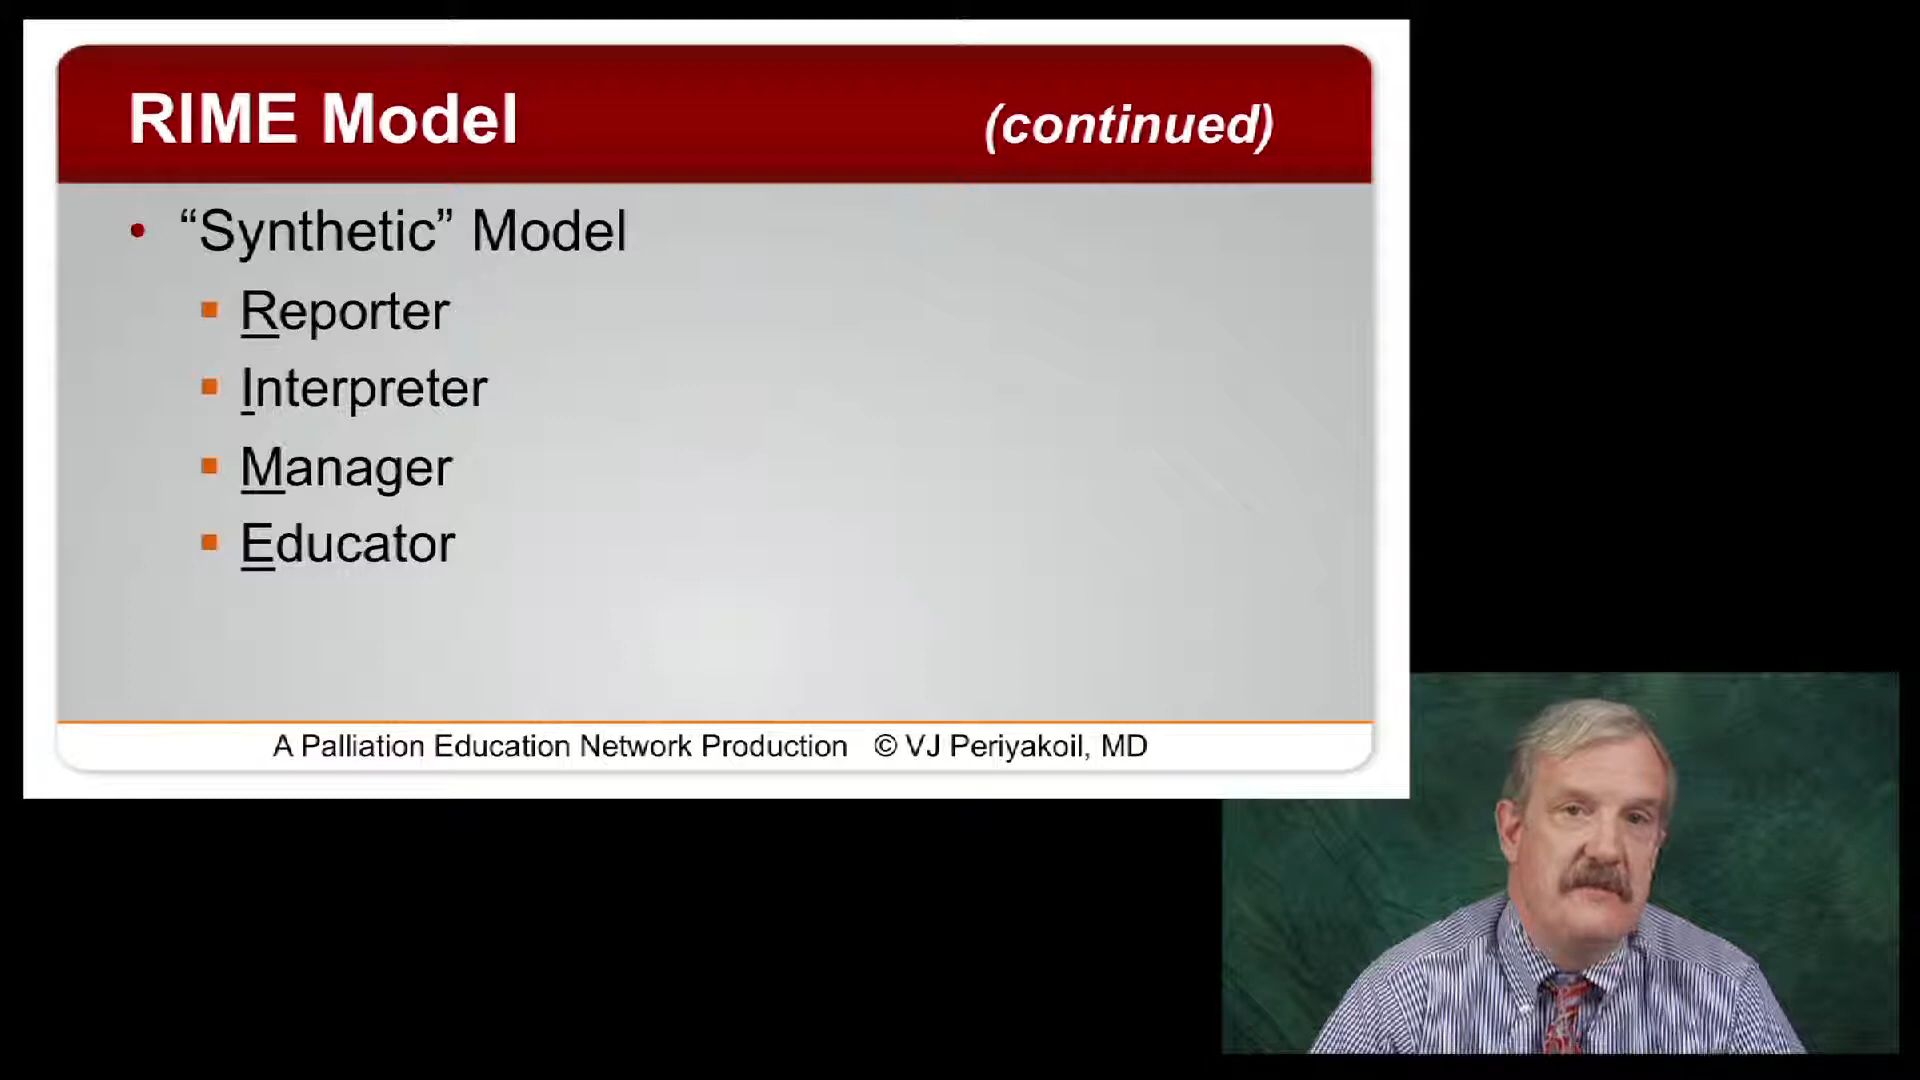 RIME Model (continued)
• “Synthetic” Model
▪ Reporter
▪ Interpreter
▪ Manager
▪ Educator
A Palliation Education Network Production © VJ Periyakoil, MD